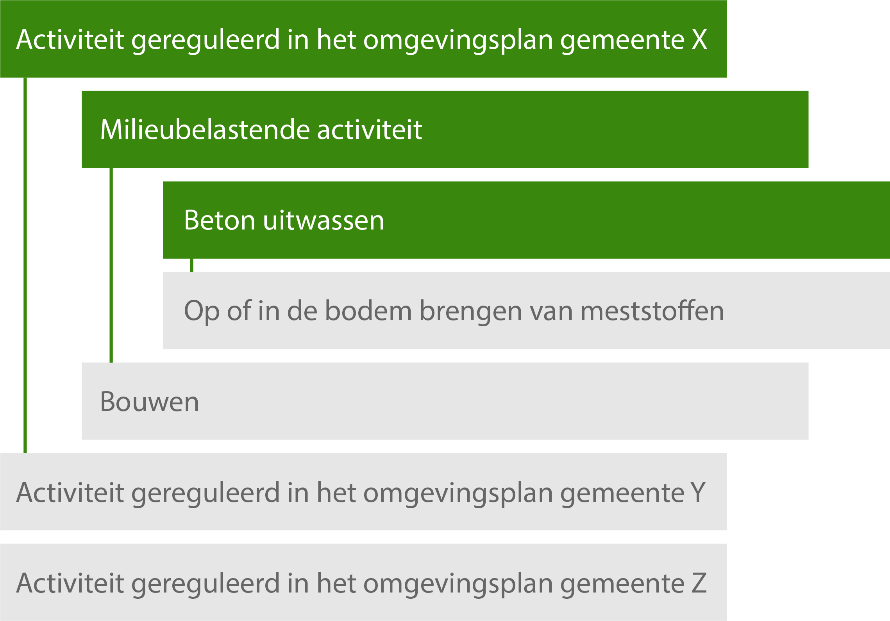 Activiteit gereguleerd in het omgevingsplan gemeente X
Milieubelastende activiteit
Beton uitwassen
Op of in de bodem brengen van meststoffen
Bouwen
Activiteit gereguleerd in het omgevingsplan gemeente Y
Activiteit gereguleerd in het omgevingsplan gemeente Z